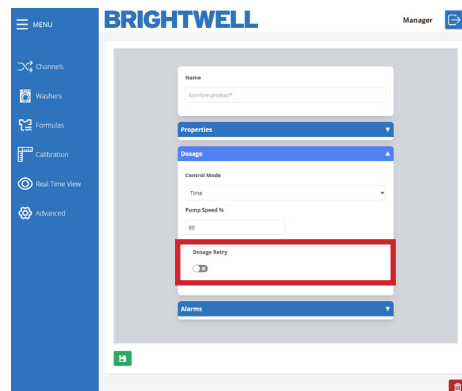 MENU
BRIGHTWELL
Manager
Channels
Washers
Formulas
Calibration
Real Time View
Advanced
Name
Nombre product*
Properties
Dosage
Control Mode
Time
Pump Speed %
80
Dosage Retry
Alarms